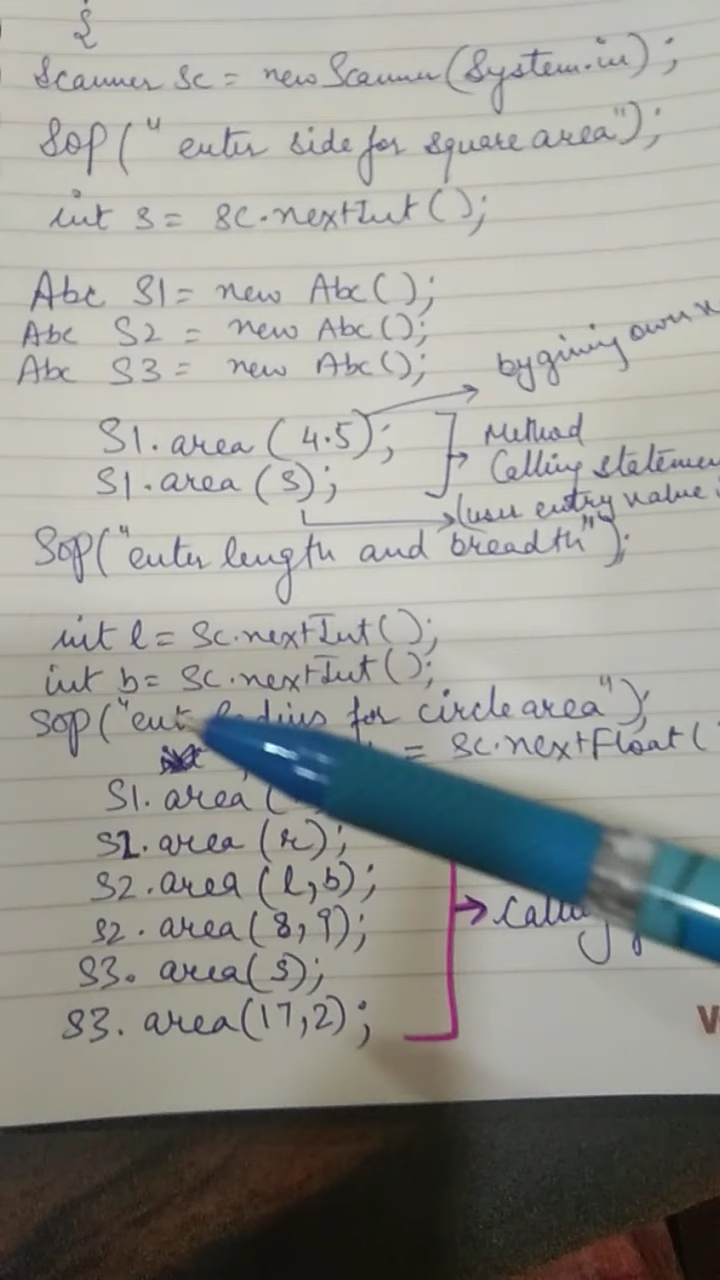 {
Scanner Sc = new Scanner(System.in);
Sop(" enter side for square area");
int s = sc.nextInt();
Abc S1 = new Abc();
Abc S2 = new Abc();
Abc S3 = new Abc();
by giving own
S1.area(4.5);
S1.area(s);
Method
Calling
(user entry value
Sop("enter length and breadth");
int l = Sc.nextInt();
int b = Sc.nextInt();
Sop(" for circle area");
= Sc.nextFloat(
S1.area(
S2.area(r);
S2.area(l,b);
S2.area(8,9);
S3.area(s);
S3.area(17,2);
V